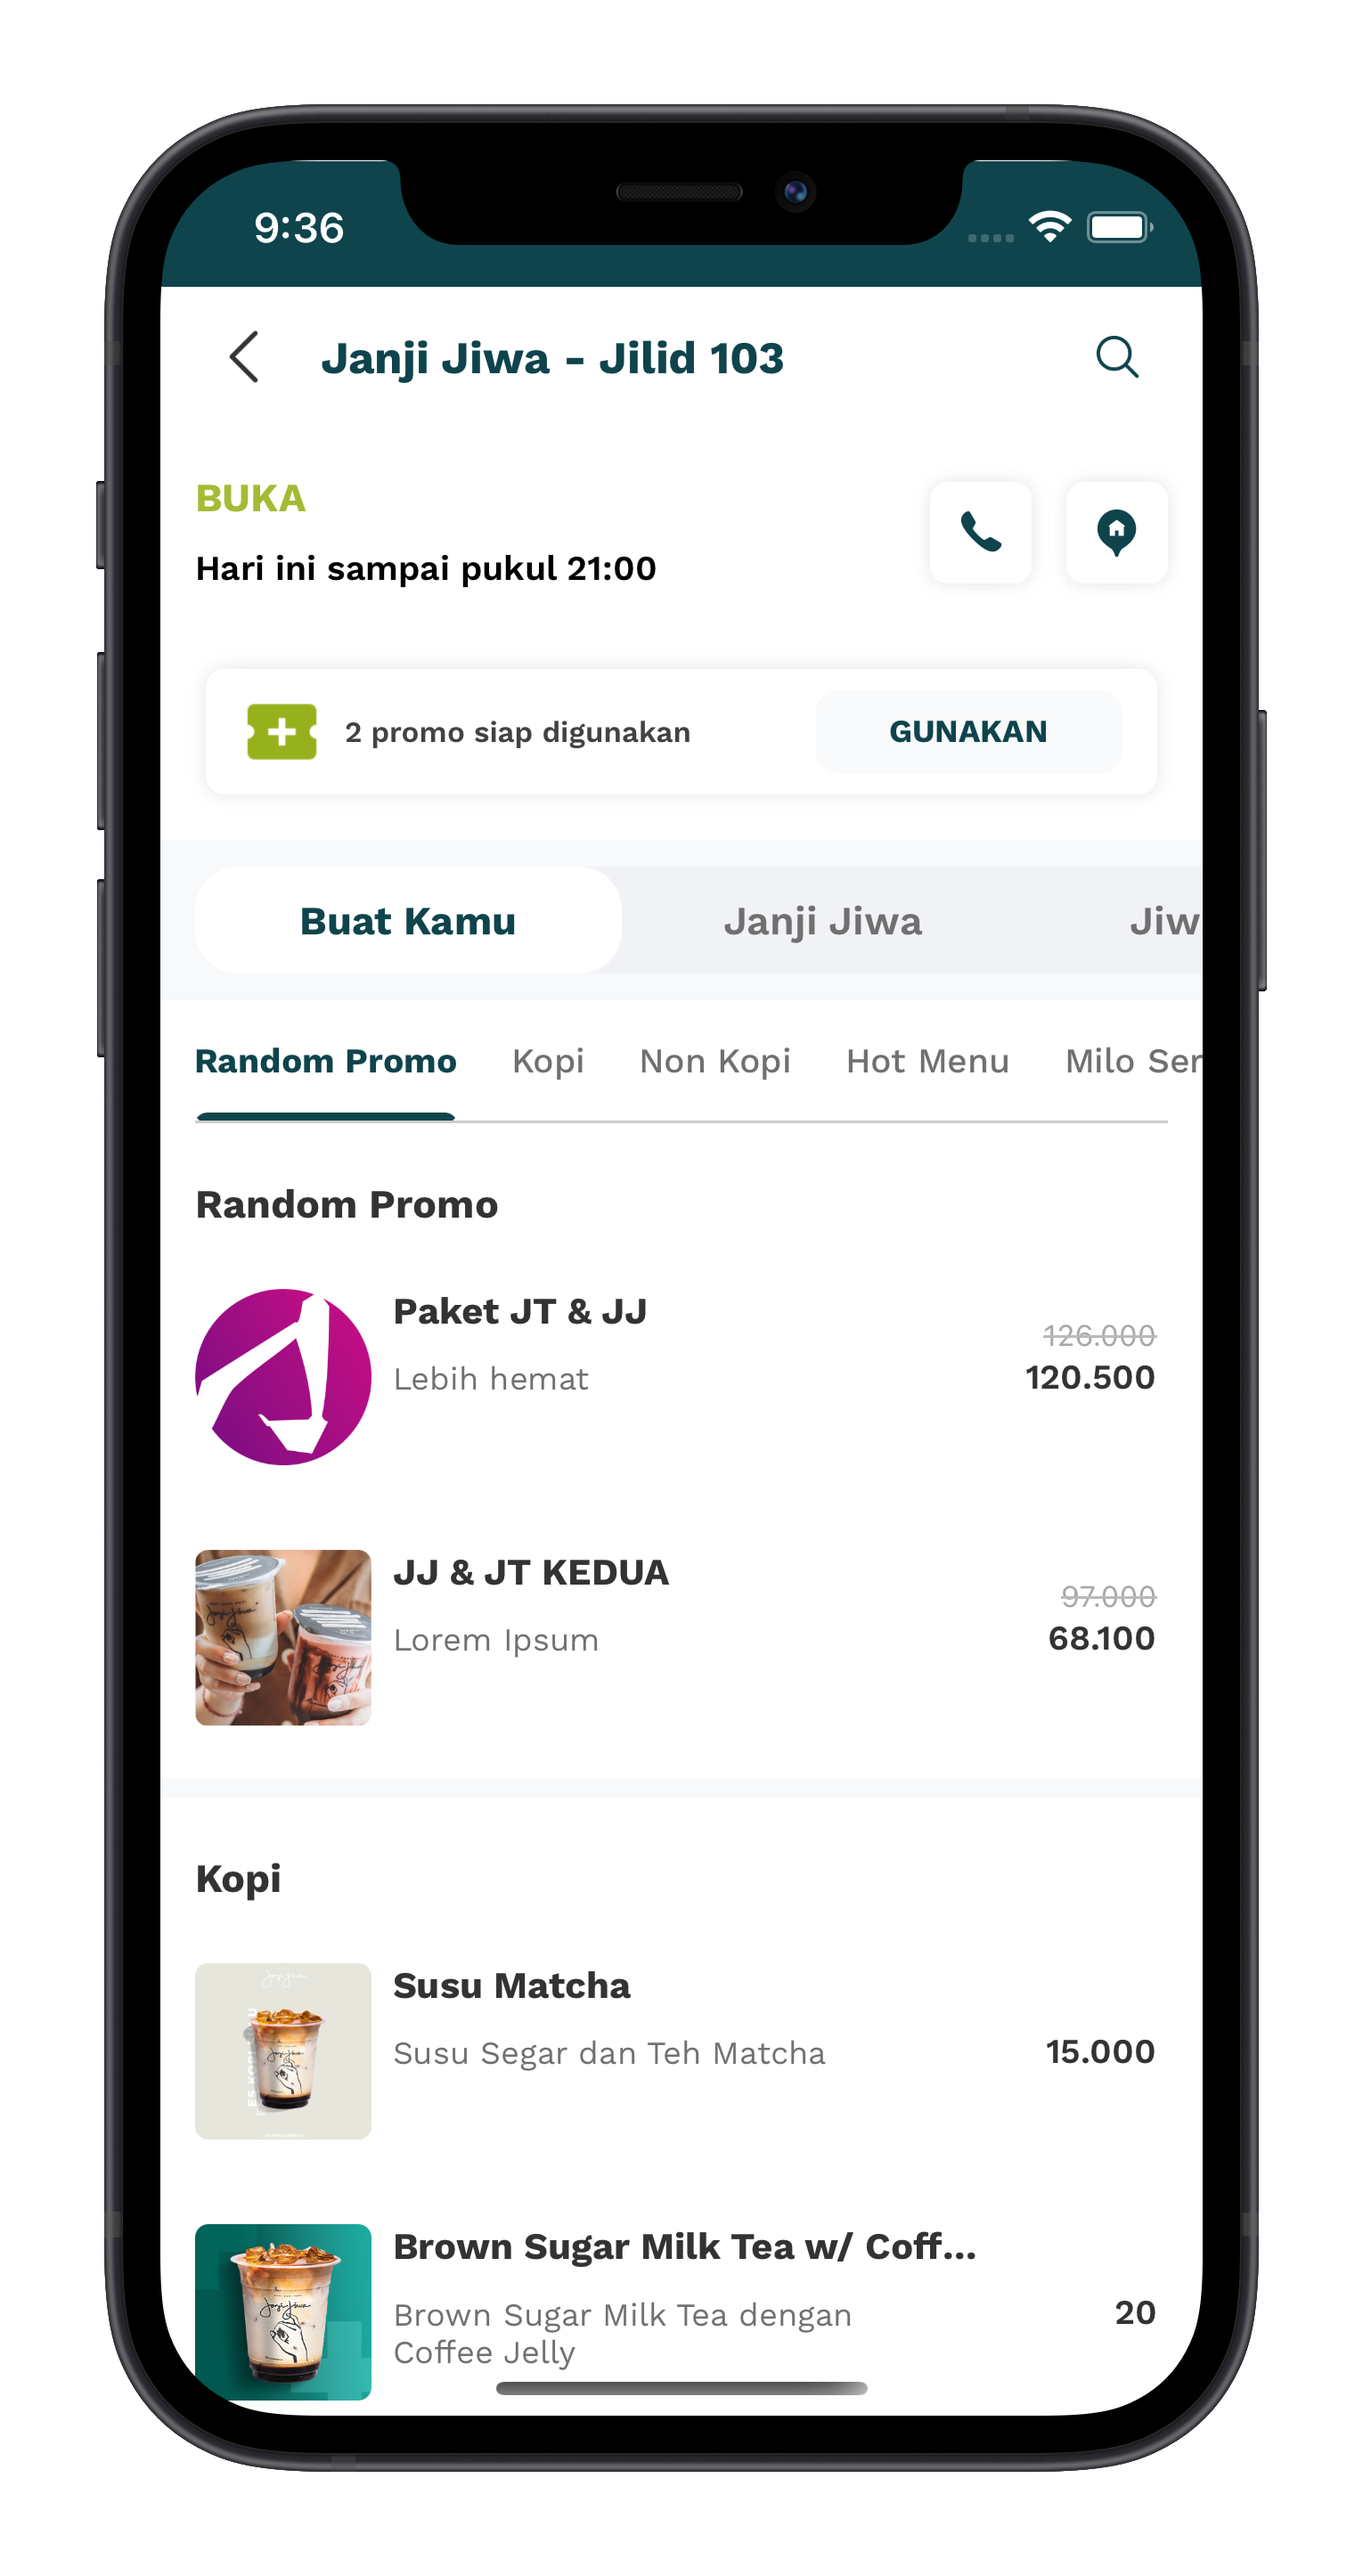 9:36
Janji Jiwa - Jilid 103
BUKA
Hari ini sampai pukul 21:00
2 promo siap digunakan
GUNAKAN
Buat Kamu
Janji Jiwa
Jiw
Random Promo
Kopi
Non Kopi
Hot Menu
Milo Ser
Random Promo
Paket JT & JJ
Lebih hemat
126.000
120.500
JJ & JT KEDUA
Lorem Ipsum
97.000
68.100
Kopi
Susu Matcha
Susu Segar dan Teh Matcha
15.000
Brown Sugar Milk Tea w/ Coff...
Brown Sugar Milk Tea dengan
Coffee Jelly
20